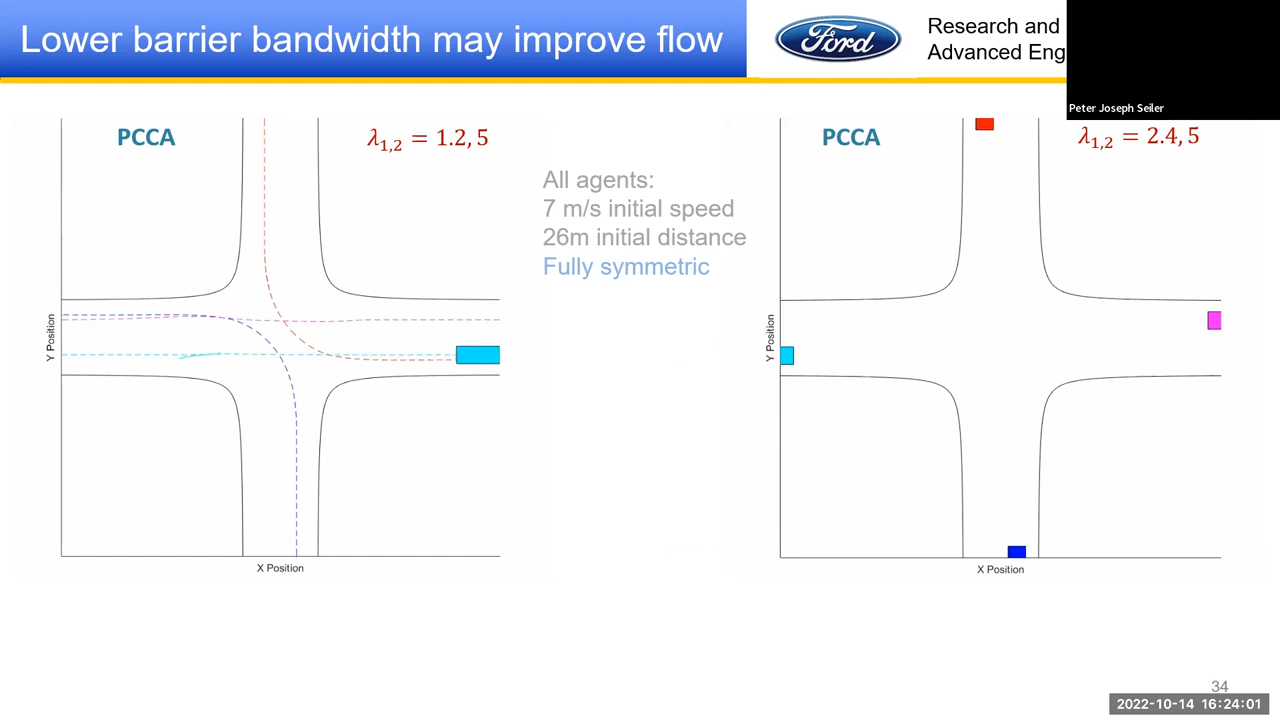 Lower barrier bandwidth may improve flow
Ford
Research and
Advanced Eng
Peter Joseph Seiler
PCCA
λ1,2 = 1.2, 5
All agents:
7 m/s initial speed
26m initial distance
Fully symmetric
PCCA
λ1,2 = 2.4, 5
Y Position
X Position
Y Position
X Position
34
2022-10-14 16:24:01